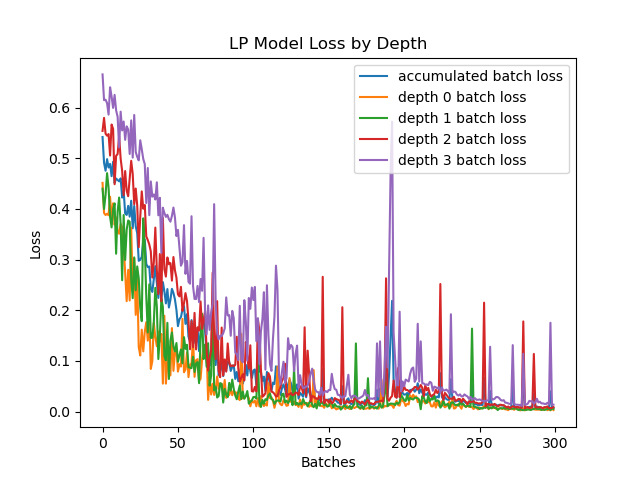 LP Model Loss by Depth
accumulated batch loss
depth 0 batch loss
depth 1 batch loss
depth 2 batch loss
depth 3 batch loss
Loss
0.6
0.5
0.4
0.3
0.2
0.1
0.0
0 50 100 150 200 250 300
Batches